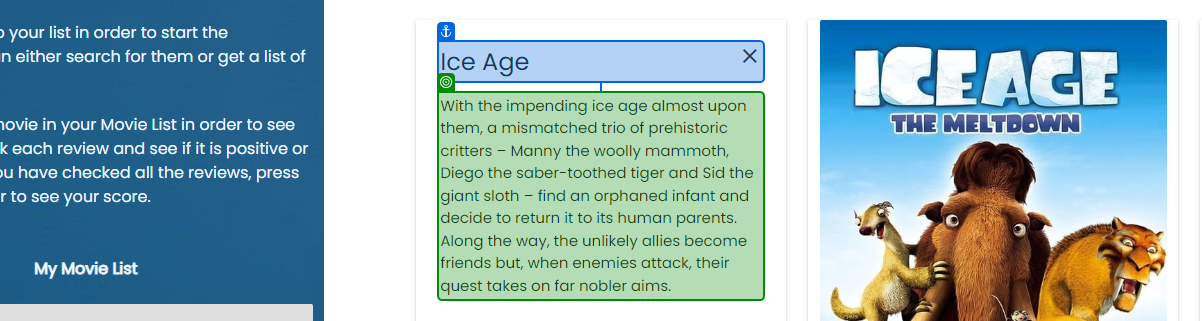 o your list in order to start the
an either search for them or get a list of
movie in your Movie List in order to see
k each review and see if it is positive or
ou have checked all the reviews, press
r to see your score.
My Movie List
Ice Age
With the impending ice age almost upon
them, a mismatched trio of prehistoric
critters – Manny the woolly mammoth,
Diego the saber-toothed tiger and Sid the
giant sloth – find an orphaned infant and
decide to return it to its human parents.
Along the way, the unlikely allies become
friends but, when enemies attack, their
quest takes on far nobler aims.
ICE AGE
THE MELTDOWN